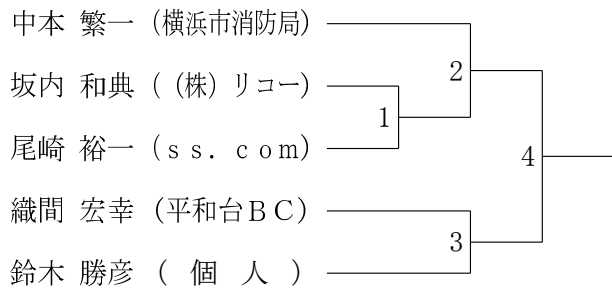 中本 繁一 (横浜市消防局)
2
坂内 和典 ( (株) リコー)
1
尾崎 裕一 (ｓｓ．ｃｏｍ)
4
織間 宏幸 (平和台ＢＣ)
3
鈴木 勝彦 ( 個 人 )